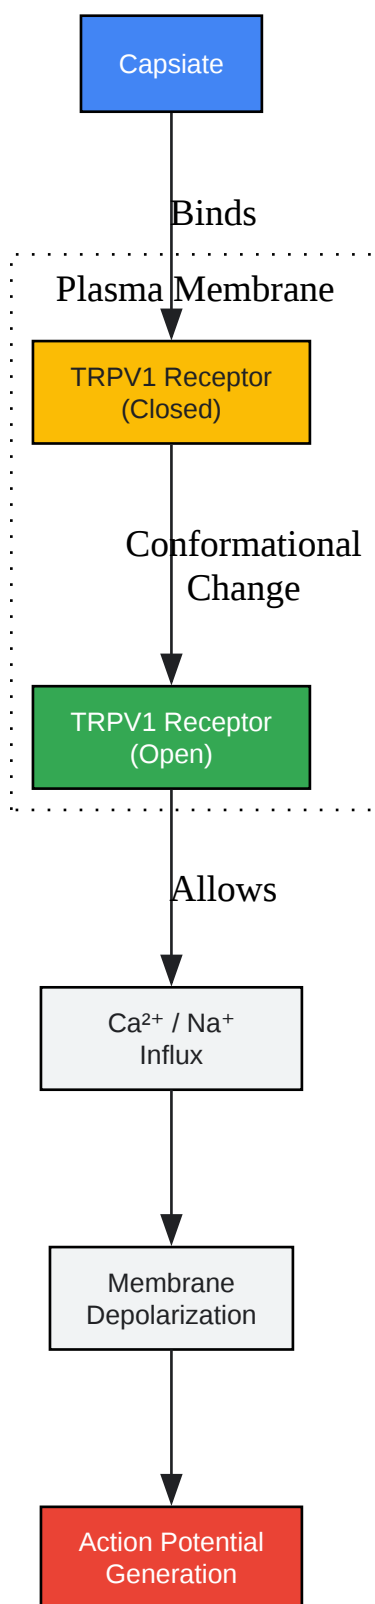 Capsiate
Binds
Plasma Membrane
TRPV1 Receptor
(Closed)
Conformational
Change
TRPV1 Receptor
(Open)
Allows
Ca²⁺ / Na⁺
Influx
Membrane
Depolarization
Action Potential
Generation